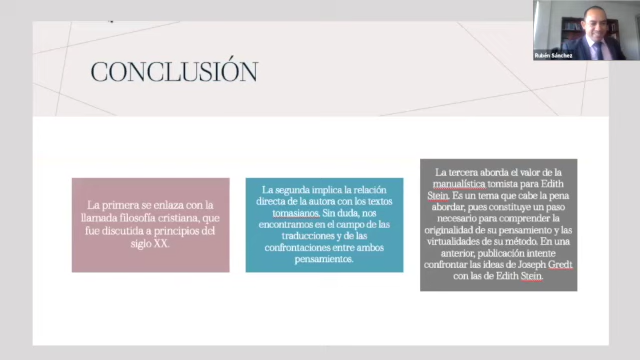 Rubén Sánchez
CONCLUSIÓN
La primera se enlaza con la
llamada filosofía cristiana, que
fue discutida a principios del
siglo XX.
La segunda implica la relación
directa de la autora con los textos
tomasianos. Sin duda, nos
encontramos en el campo de las
traducciones y de las
confrontaciones entre ambos
pensamientos.
La tercera aborda el valor de la
manualística tomista para Edith
Stein. Es un tema que cabe la pena
abordar, pues constituye un paso
necesario para comprender la
originalidad de su pensamiento y las
virtualidades de su método. En una
anterior, publicación intente
confrontar las ideas de Joseph Gredt
con las de Edith Stein.